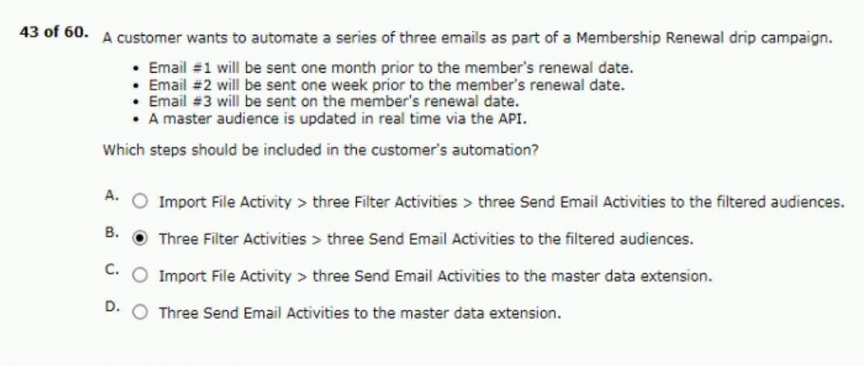 43 of 60. A customer wants to automate a series of three emails as part of a Membership Renewal drip campaign.
• Email #1 will be sent one month prior to the member's renewal date.
• Email #2 will be sent one week prior to the member's renewal date.
• Email #3 will be sent on the member's renewal date.
• A master audience is updated in real time via the API.
Which steps should be included in the customer's automation?
A. Import File Activity > three Filter Activities > three Send Email Activities to the filtered audiences.
B. Three Filter Activities > three Send Email Activities to the filtered audiences.
C. Import File Activity > three Send Email Activities to the master data extension.
D. Three Send Email Activities to the master data extension.